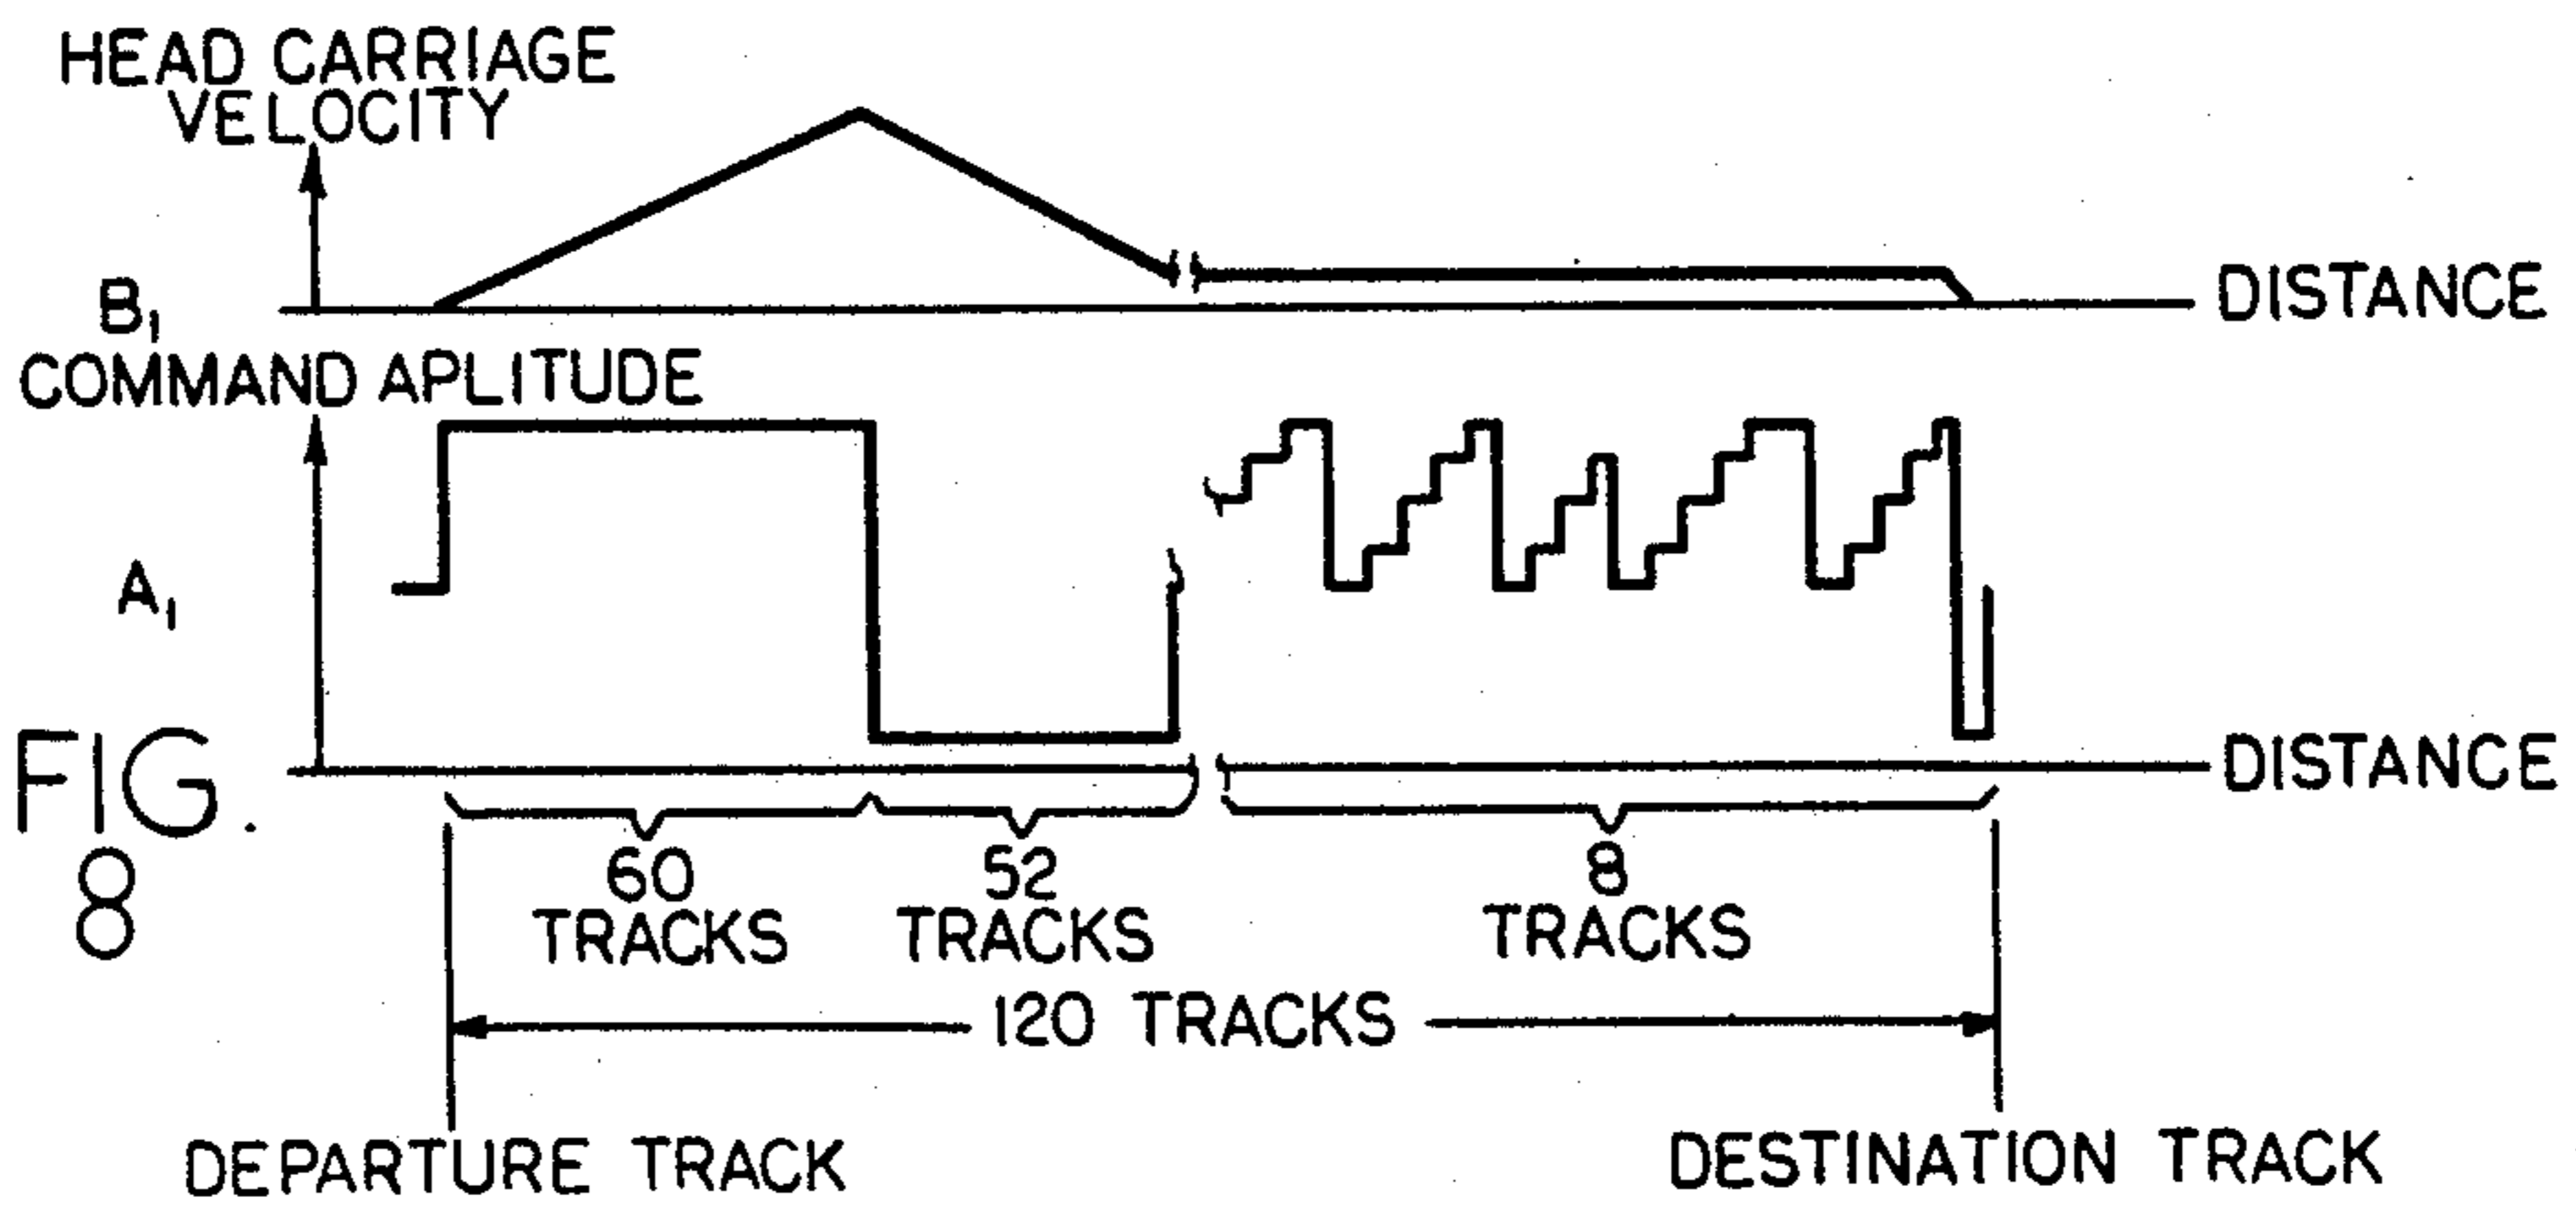 HEAD CARRIAGE
VELOCITY
B1
DISTANCE
COMMAND APLITUDE
A1
DISTANCE
FIG.
8
60
TRACKS
52
TRACKS
8
TRACKS
120 TRACKS
DEPARTURE TRACK
DESTINATION TRACK